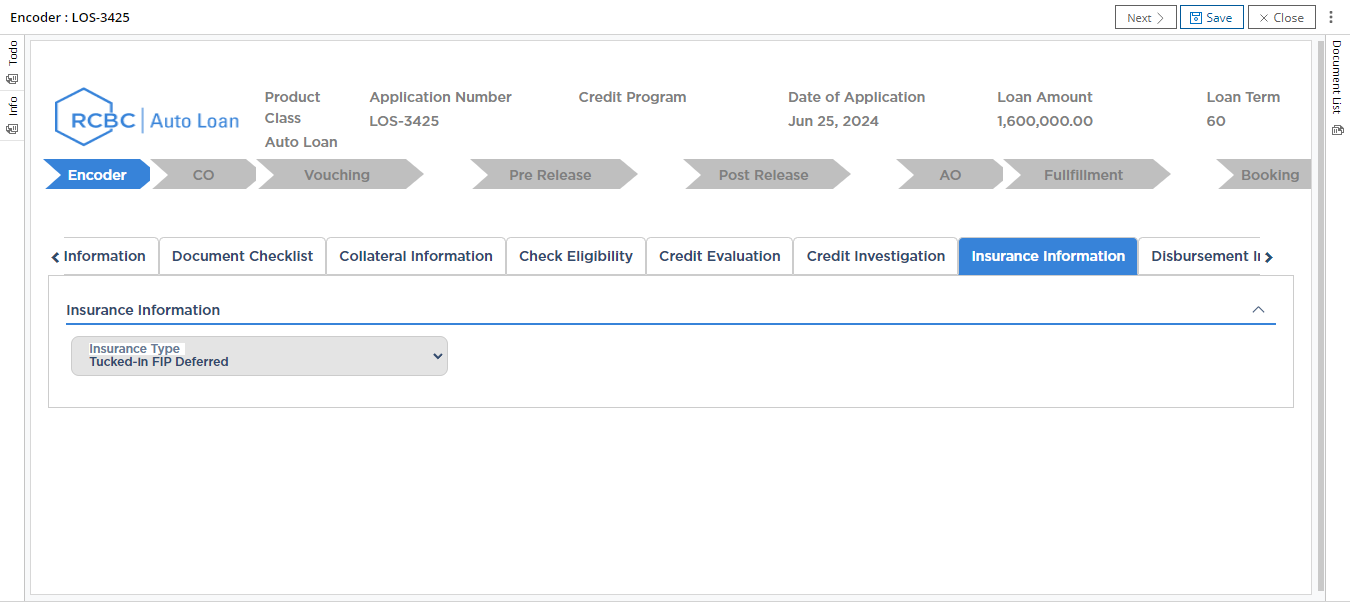 Encoder : LOS-3425
Next
Save
Close
Todo
Info
Document List
RCBC Auto Loan
Product Class
Auto Loan
Application Number
LOS-3425
Credit Program
Date of Application
Jun 25, 2024
Loan Amount
1,600,000.00
Loan Term
60
Encoder
CO
Vouching
Pre Release
Post Release
AO
Fullfillment
Booking
Information
Document Checklist
Collateral Information
Check Eligibility
Credit Evaluation
Credit Investigation
Insurance Information
Disbursement I
Insurance Information
Insurance Type
Tucked-In FIP Deferred